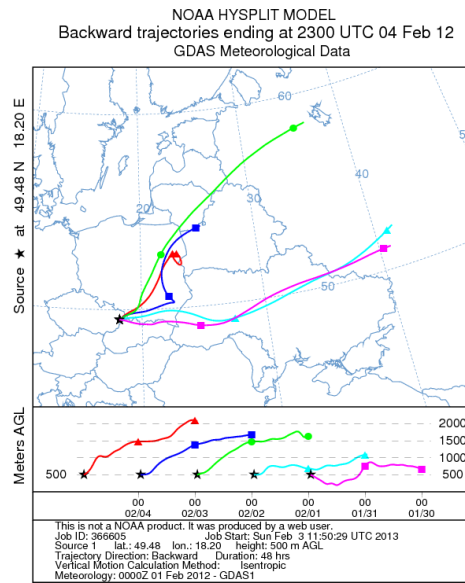 NOAA HYSPLIT MODEL
Backward trajectories ending at 2300 UTC 04 Feb 12
GDAS Meteorological Data
Source ★ at 49.48 N 18.20 E
60
5
40
20
30
50
Meters AGL
2000
1500
1000
500
500
00 00 00 00 00 00
02/04 02/03 02/02 02/01 01/31 01/30
This is not a NOAA product. It was produced by a web user.
Job ID: 366605 Job Start: Sun Feb 3 11:50:29 UTC 2013
Source 1 lat.: 49.48 lon.: 18.20 height: 500 m AGL
Trajectory Direction: Backward Duration: 48 hrs
Vertical Motion Calculation Method: Isentropic
Meteorology: 0000Z 01 Feb 2012 - GDAS1